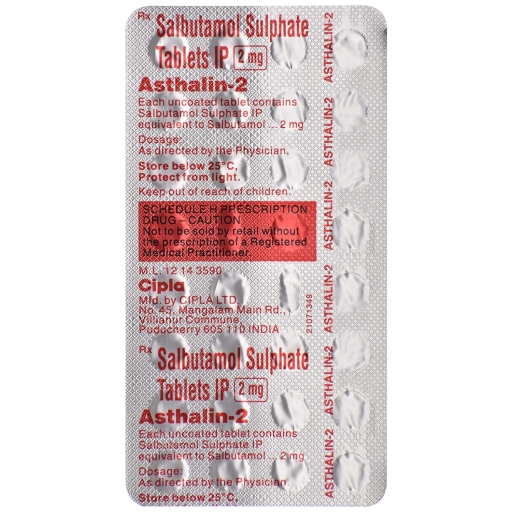 Rx Salbutamol Sulphate
Tablets IP 2 mg
Asthalin-2
Each uncoated tablet contains
Salbutamol Sulphate IP
equivalent to Salbutamol ... 2 mg
Dosage:
As directed by the Physician.
Store below 25°C,
Protect from light.
Keep out of reach of children.
SCHEDULE H PRESCRIPTION
DRUG – CAUTION
Not to be sold by retail without
the prescription of a Registered
Medical Practitioner.
M.L. 12 14 3590
Cipla
Mfd. by CIPLA LTD.
No. 45, Mangalam Main Rd.,
Villianur Commune,
Puducherry 605 110 INDIA
21071348
Rx Salbutamol Sulphate
Tablets IP 2 mg
Asthalin-2
Each uncoated tablet contains
Salbutamol Sulphate IP
equivalent to Salbutamol ... 2 mg
Dosage:
As directed by the Physician.
Store below 25°C,
ASTHALIN-2
ASTHALIN-2
ASTHALIN-2
ASTHALIN-2
ASTHALIN-2
ASTHALIN-2